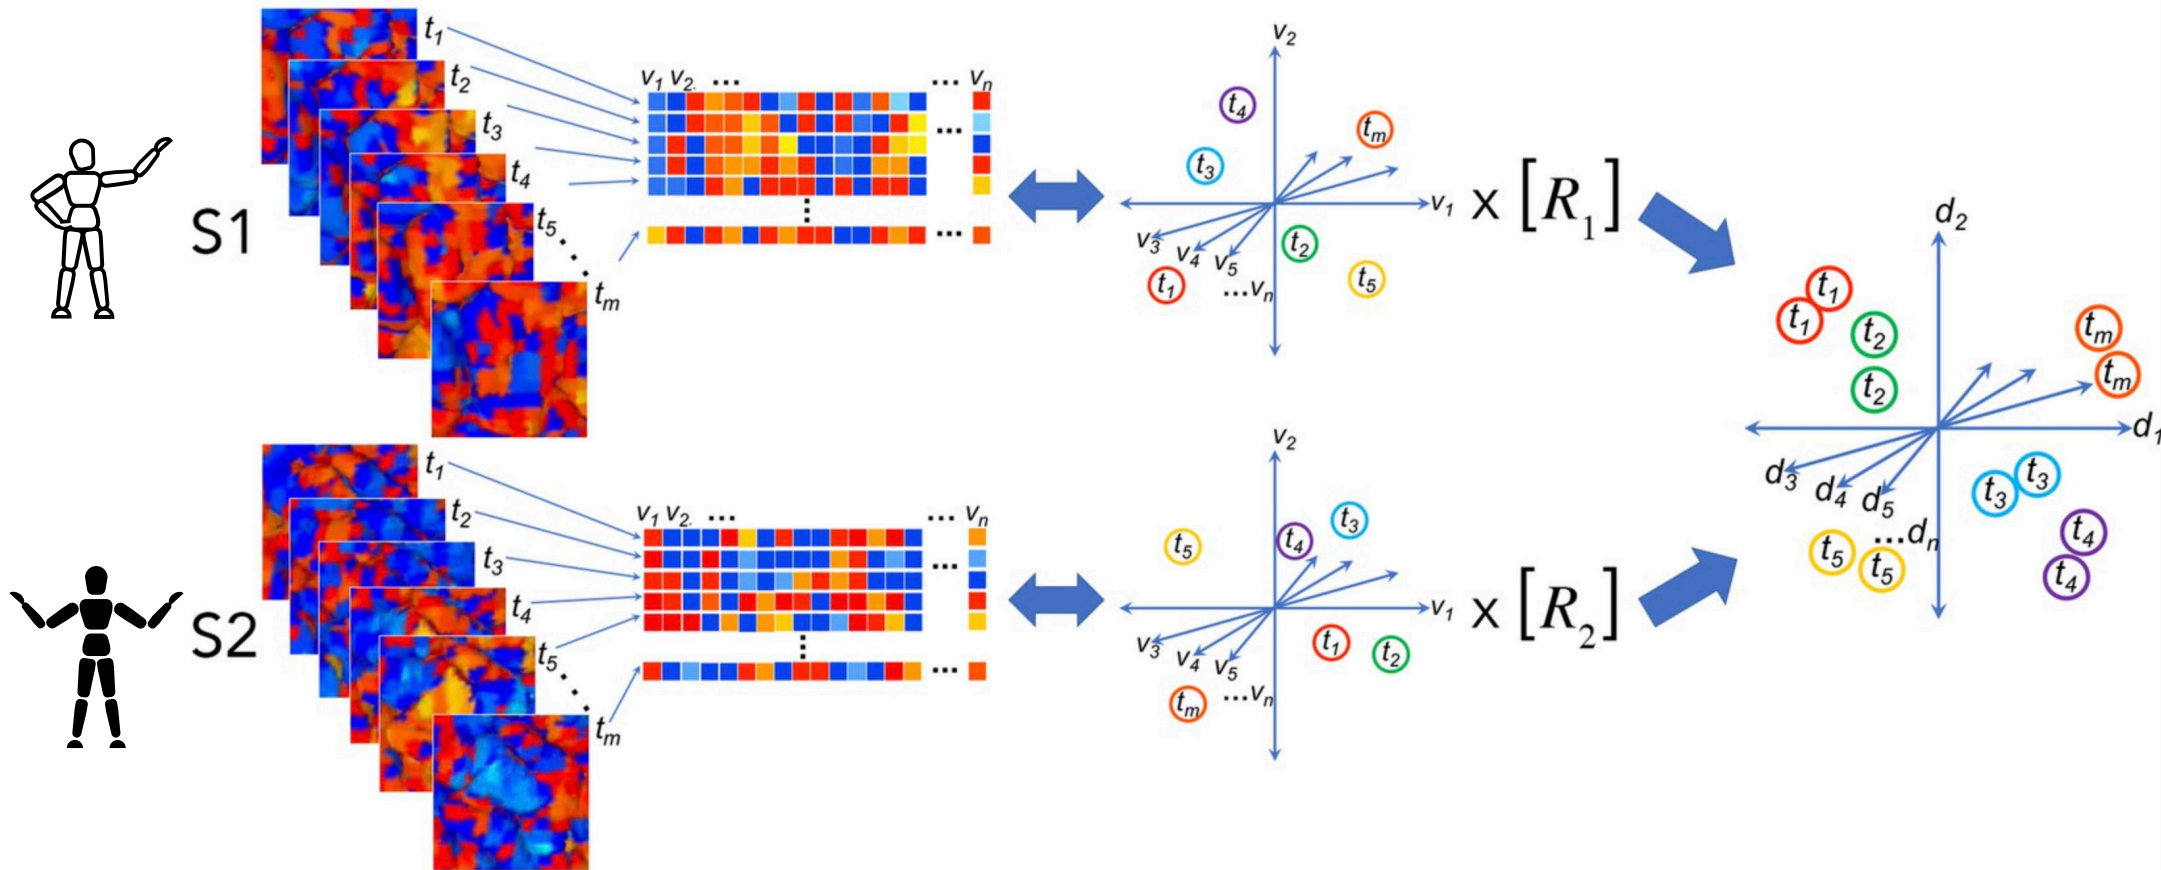 S1
t1
t2
t3
t4
t5
tm
v1 v2. ... ... vn
...
...
v2
t4
tm
t3
v1
v3
v4
v5
...vn
t2
t1
t5
x [R1]
S2
t1
t2
t3
t4
t5
tm
v1 v2. ... ... vn
...
...
v2
t5
t4
t3
v1
v3
v4
v5
...vn
t1
t2
tm
x [R2]
d2
t1
t1
t2
t2
tm
tm
d1
d3
d4
d5
...dn
t3
t3
t4
t4
t5
t5